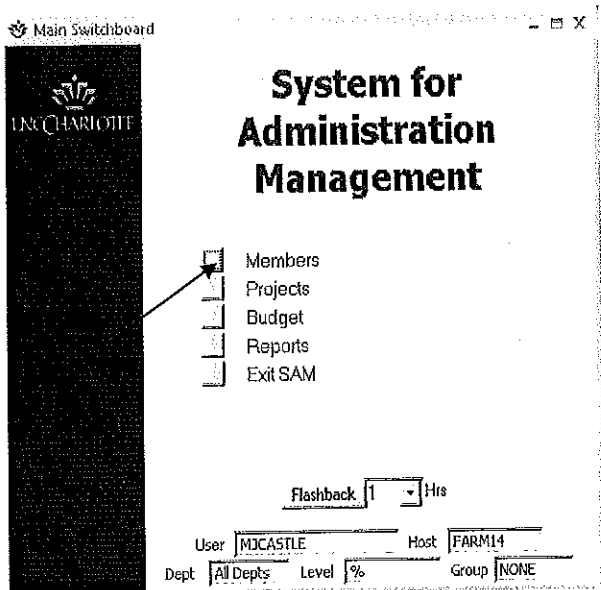 Main Switchboard
UNC CHARLOTTE
System for
Administration
Management
Members
Projects
Budget
Reports
Exit SAM
Flashback 1 Hrs
User MJCASTLE Host FARM14
Dept All Depts Level % Group NONE